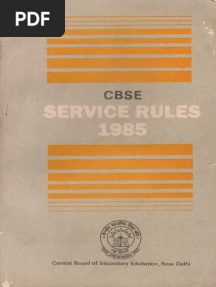 PDF
CBSE
SERVICE RULES
1985
Central Board of Secondary Education, New Delhi